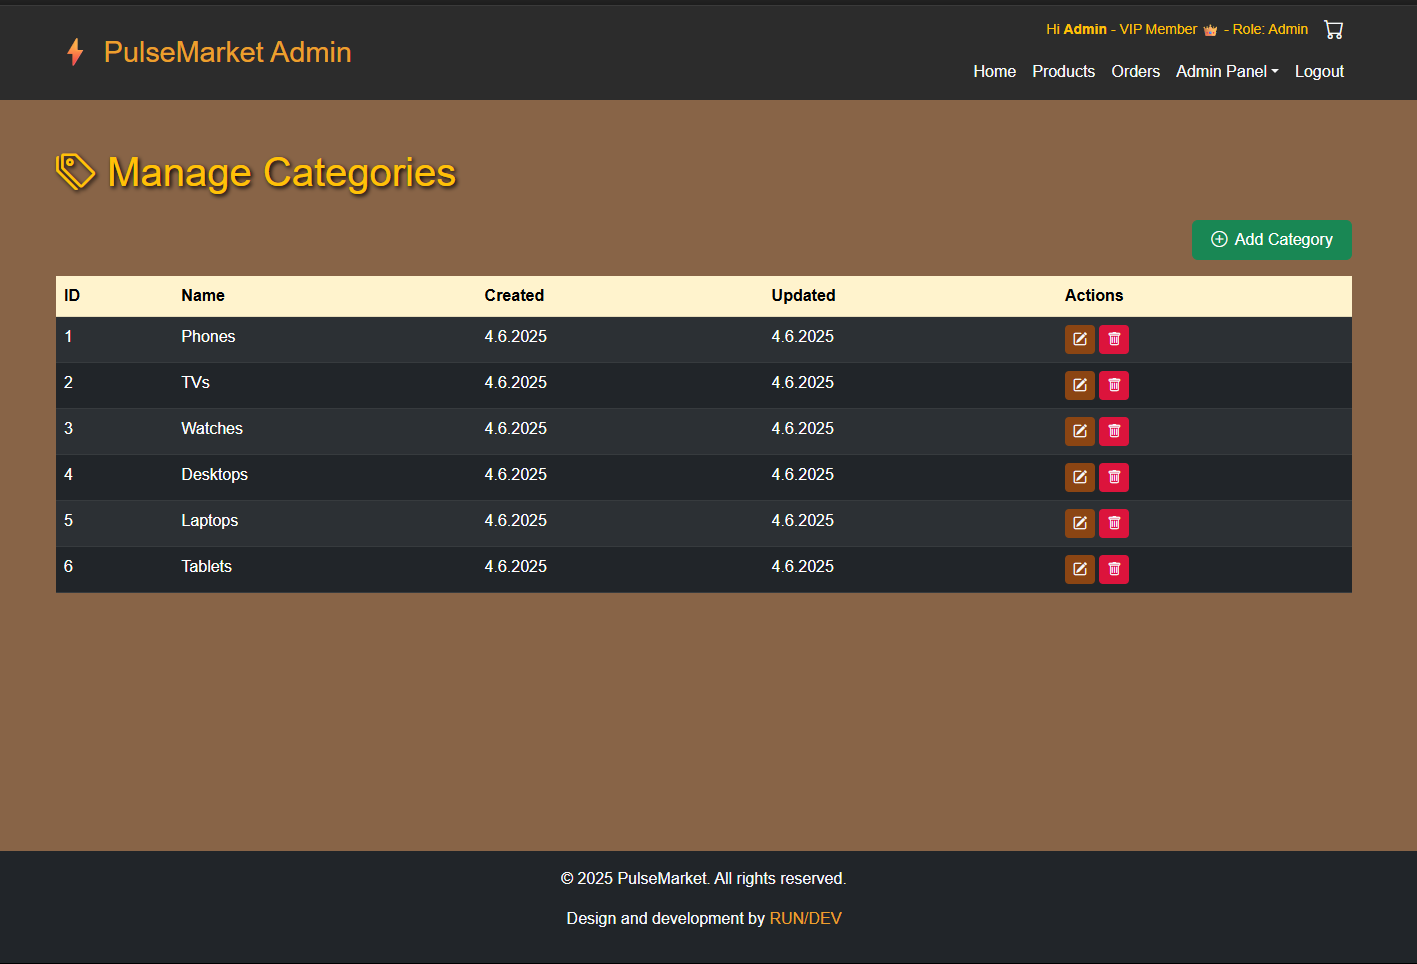 Hi Admin - VIP Member - Role: Admin
PulseMarket Admin
Home Products Orders Admin Panel Logout
Manage Categories
Add Category
ID Name Created Updated Actions
1 Phones 4.6.2025 4.6.2025
2 TVs 4.6.2025 4.6.2025
3 Watches 4.6.2025 4.6.2025
4 Desktops 4.6.2025 4.6.2025
5 Laptops 4.6.2025 4.6.2025
6 Tablets 4.6.2025 4.6.2025
© 2025 PulseMarket. All rights reserved.
Design and development by RUN/DEV